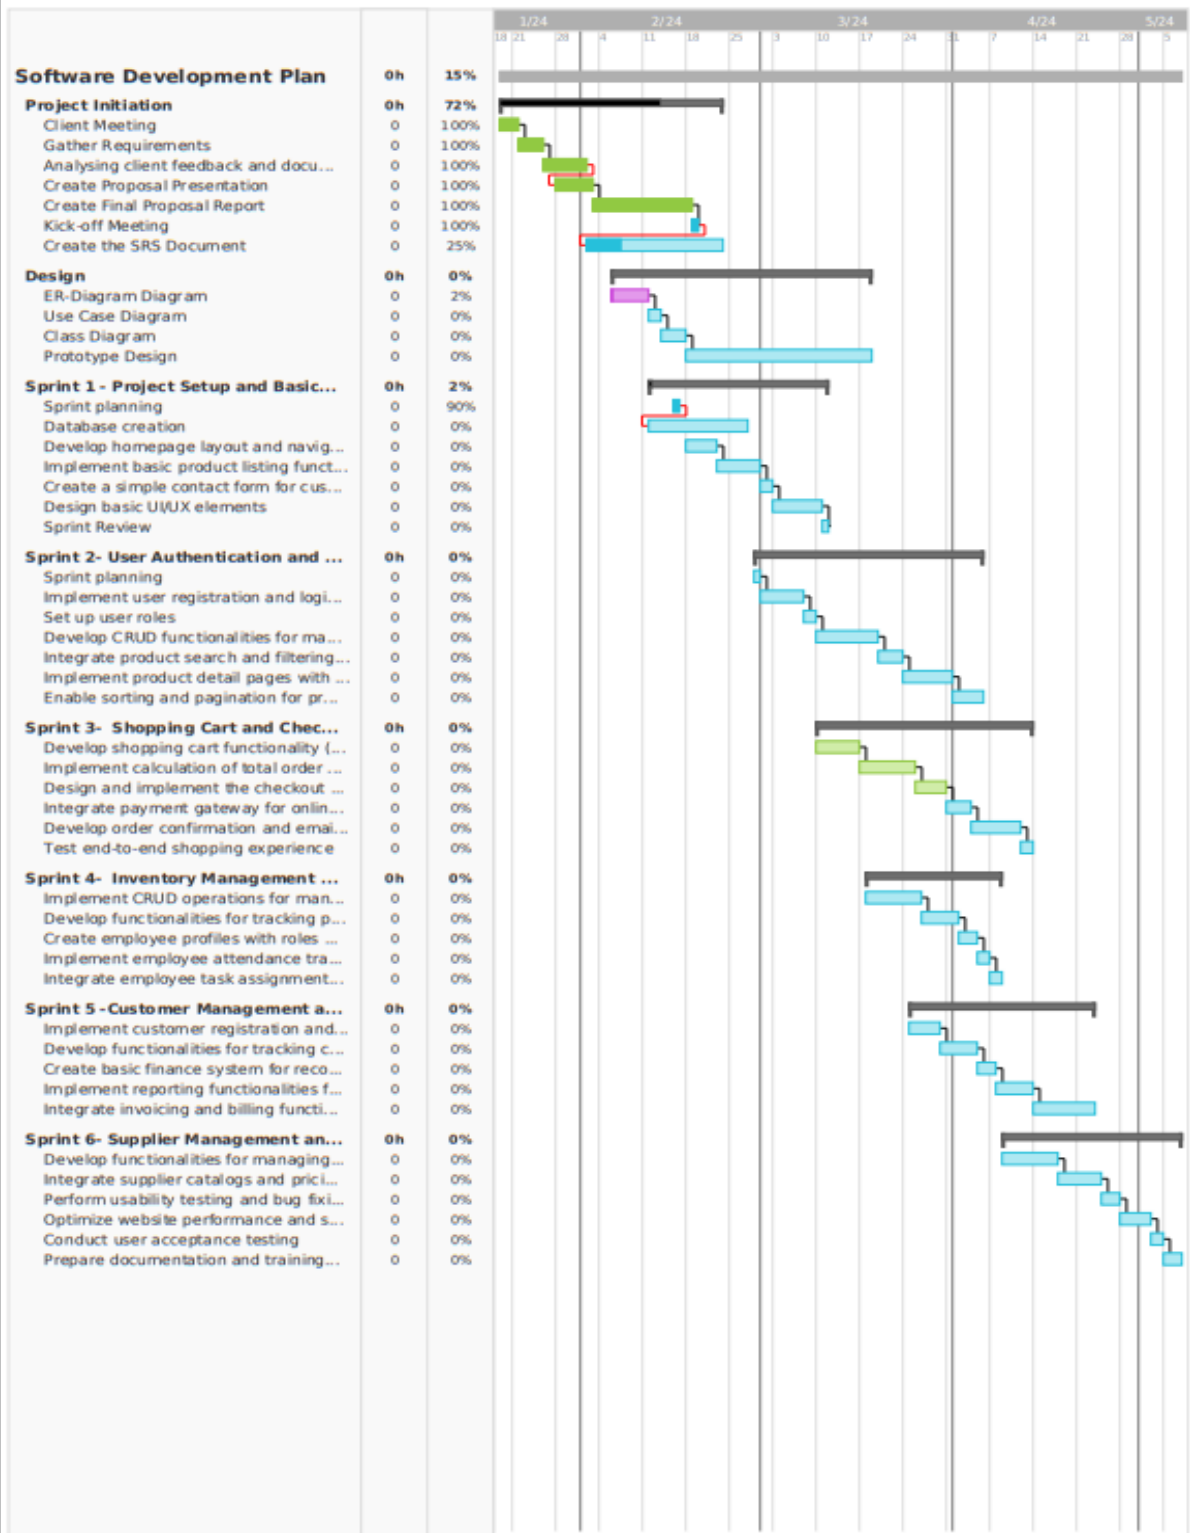 1/24 2/24 3/24 4/24 5/24
18 21 28 4 11 18 25 3 10 17 24 31 7 14 21 28 5
Software Development Plan 0h 15%
Project Initiation 0h 72%
Client Meeting 0 100%
Gather Requirements 0 100%
Analysing client feedback and docu... 0 100%
Create Proposal Presentation 0 100%
Create Final Proposal Report 0 100%
Kick-off Meeting 0 100%
Create the SRS Document 0 25%
Design 0h 0%
ER-Diagram Diagram 0 2%
Use Case Diagram 0 0%
Class Diagram 0 0%
Prototype Design 0 0%
Sprint 1 - Project Setup and Basic... 0h 2%
Sprint planning 0 90%
Database creation 0 0%
Develop homepage layout and navig... 0 0%
Implement basic product listing funct... 0 0%
Create a simple contact form for cus... 0 0%
Design basic UI/UX elements 0 0%
Sprint Review 0 0%
Sprint 2- User Authentication and ... 0h 0%
Sprint planning 0 0%
Implement user registration and logi... 0 0%
Set up user roles 0 0%
Develop CRUD functionalities for ma... 0 0%
Integrate product search and filtering... 0 0%
Implement product detail pages with ... 0 0%
Enable sorting and pagination for pr... 0 0%
Sprint 3- Shopping Cart and Chec... 0h 0%
Develop shopping cart functionality (... 0 0%
Implement calculation of total order ... 0 0%
Design and implement the checkout ... 0 0%
Integrate payment gateway for onlin... 0 0%
Develop order confirmation and emai... 0 0%
Test end-to-end shopping experience 0 0%
Sprint 4- Inventory Management ... 0h 0%
Implement CRUD operations for man... 0 0%
Develop functionalities for tracking p... 0 0%
Create employee profiles with roles ... 0 0%
Implement employee attendance tra... 0 0%
Integrate employee task assignment... 0 0%
Sprint 5 -Customer Management a... 0h 0%
Implement customer registration and... 0 0%
Develop functionalities for tracking c... 0 0%
Create basic finance system for reco... 0 0%
Implement reporting functionalities f... 0 0%
Integrate invoicing and billing functi... 0 0%
Sprint 6- Supplier Management an... 0h 0%
Develop functionalities for managing... 0 0%
Integrate supplier catalogs and prici... 0 0%
Perform usability testing and bug fixi... 0 0%
Optimize website performance and s... 0 0%
Conduct user acceptance testing 0 0%
Prepare documentation and training... 0 0%